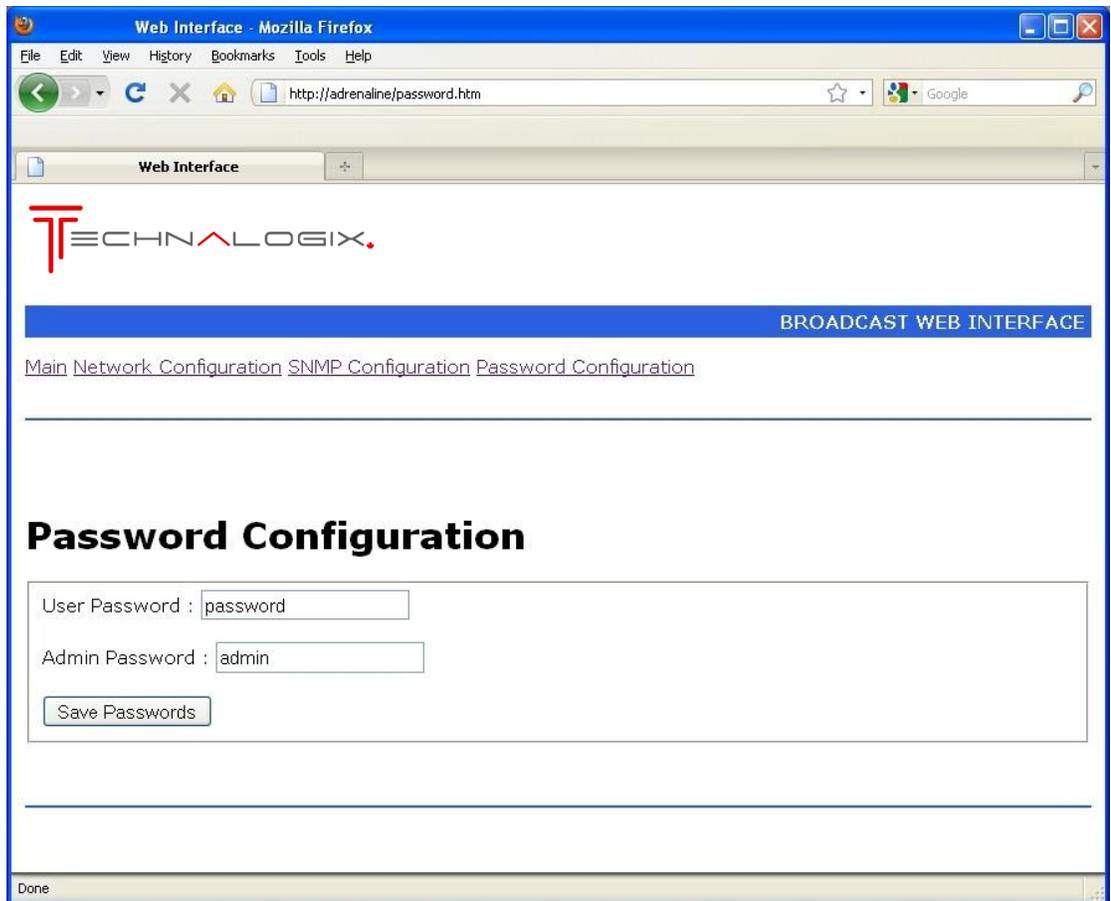 Web Interface - Mozilla Firefox
File Edit View History Bookmarks Tools Help
http://adrenaline/password.htm
Google
Web Interface
TECHNALOGIX.
BROADCAST WEB INTERFACE
Main Network Configuration SNMP Configuration Password Configuration
Password Configuration
User Password : password
Admin Password : admin
Save Passwords
Done